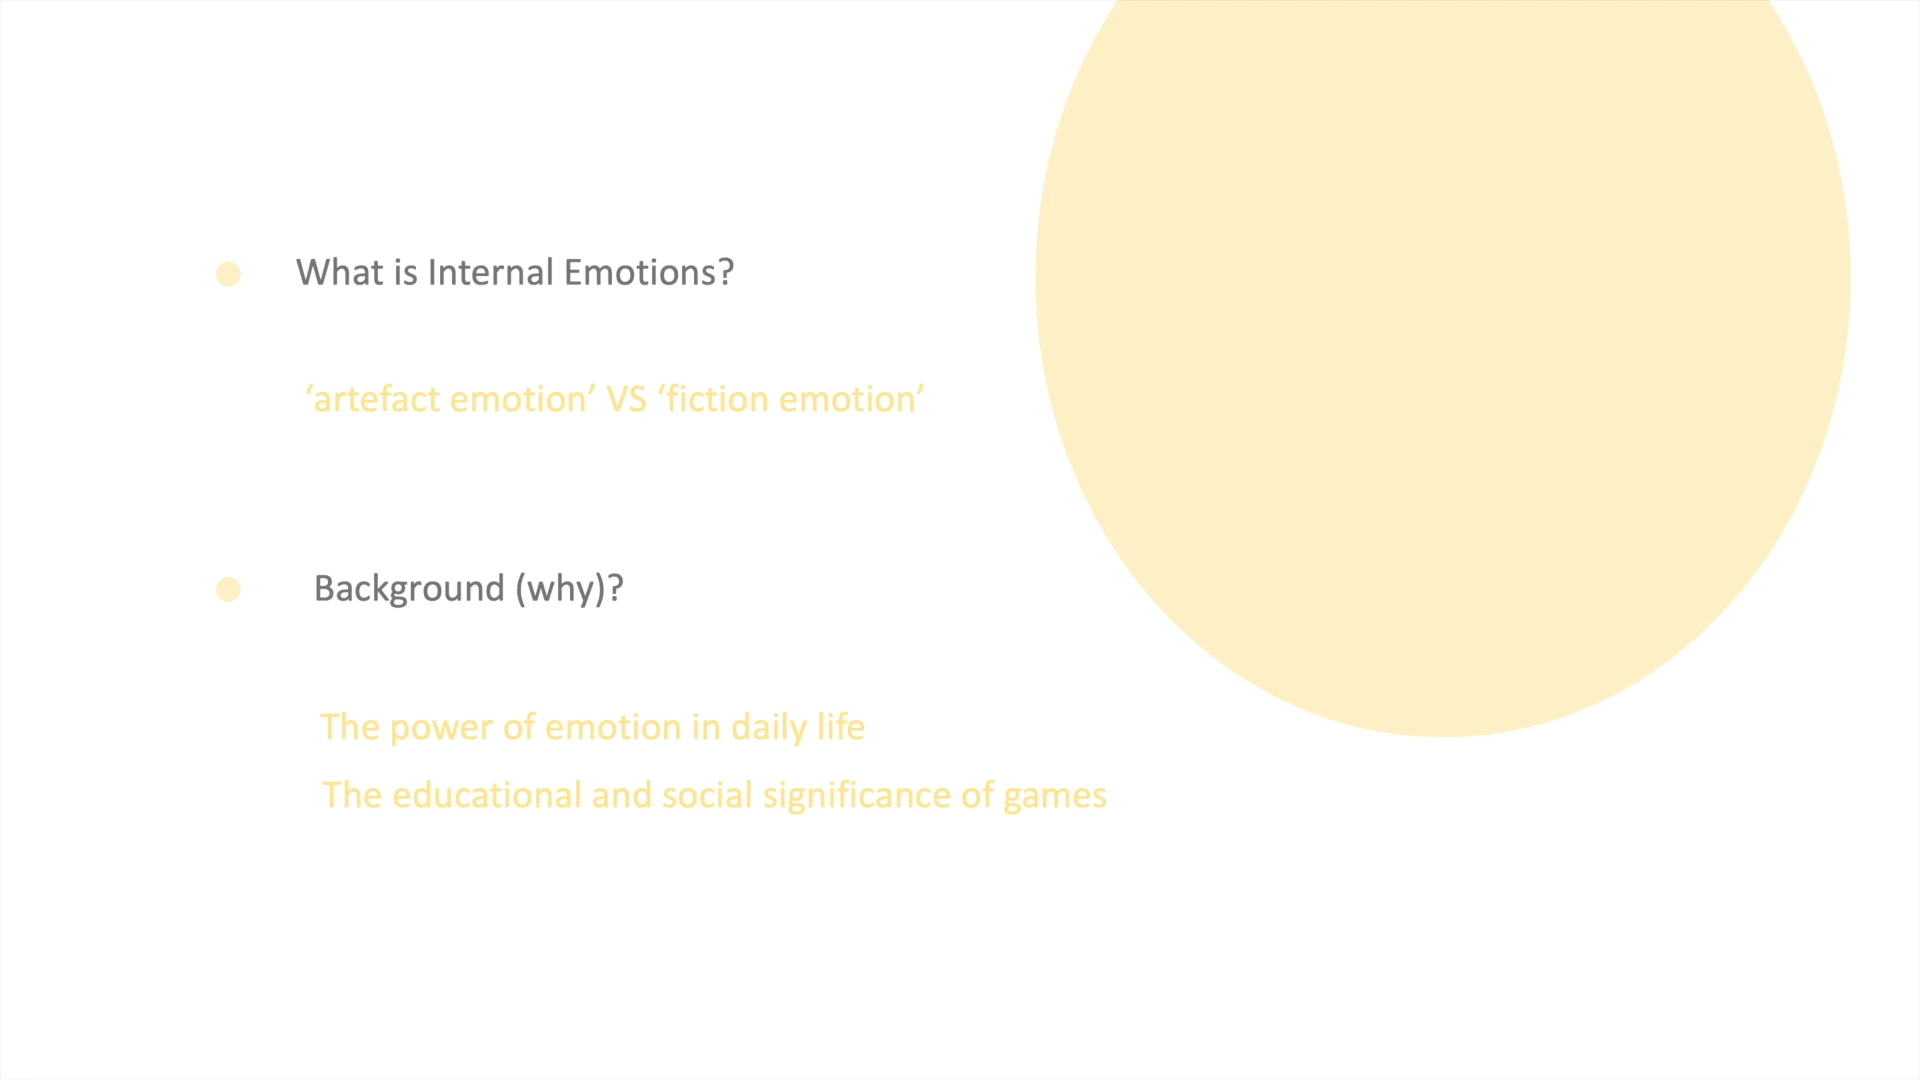 What is Internal Emotions?
‘artefact emotion’ VS ‘fiction emotion’
Background (why)?
The power of emotion in daily life
The educational and social significance of games